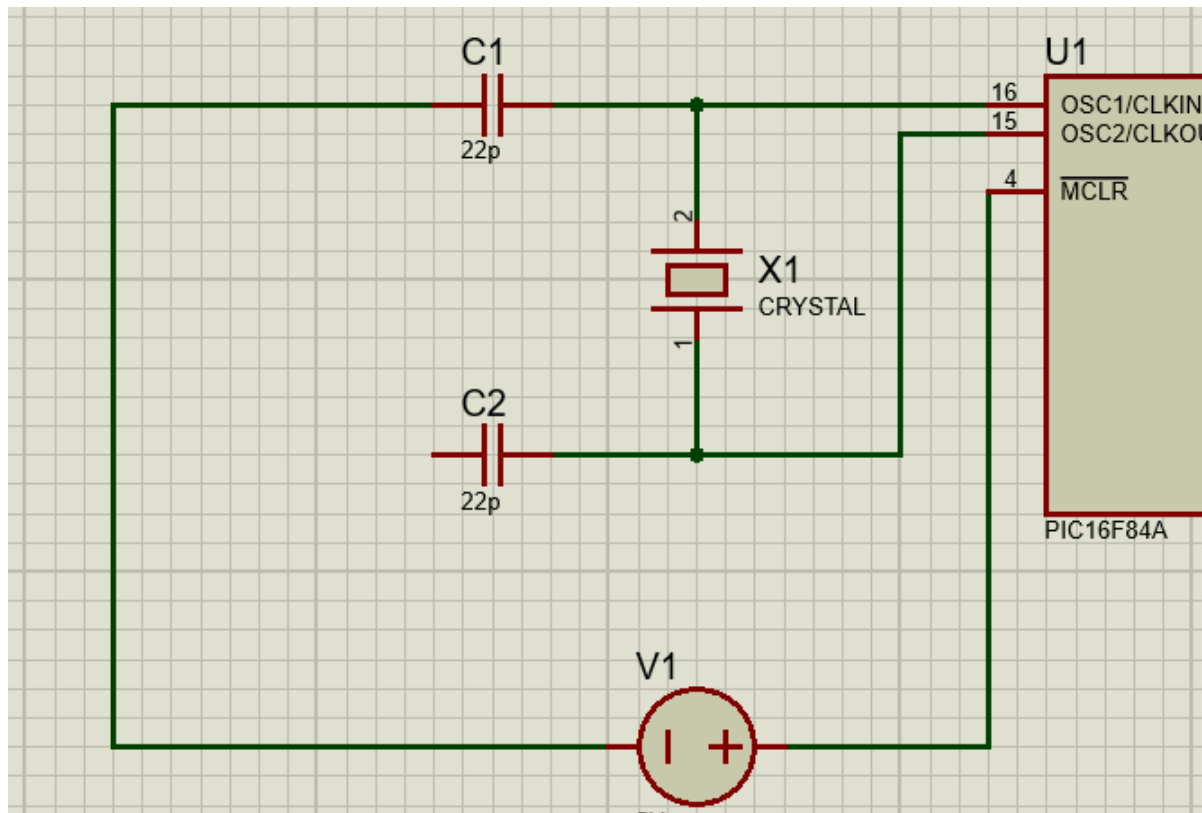 C1
22p
U1
16
15
4
OSC1/CLKIN
OSC2/CLKOU
MCLR
2
X1
CRYSTAL
1
C2
22p
PIC16F84A
V1